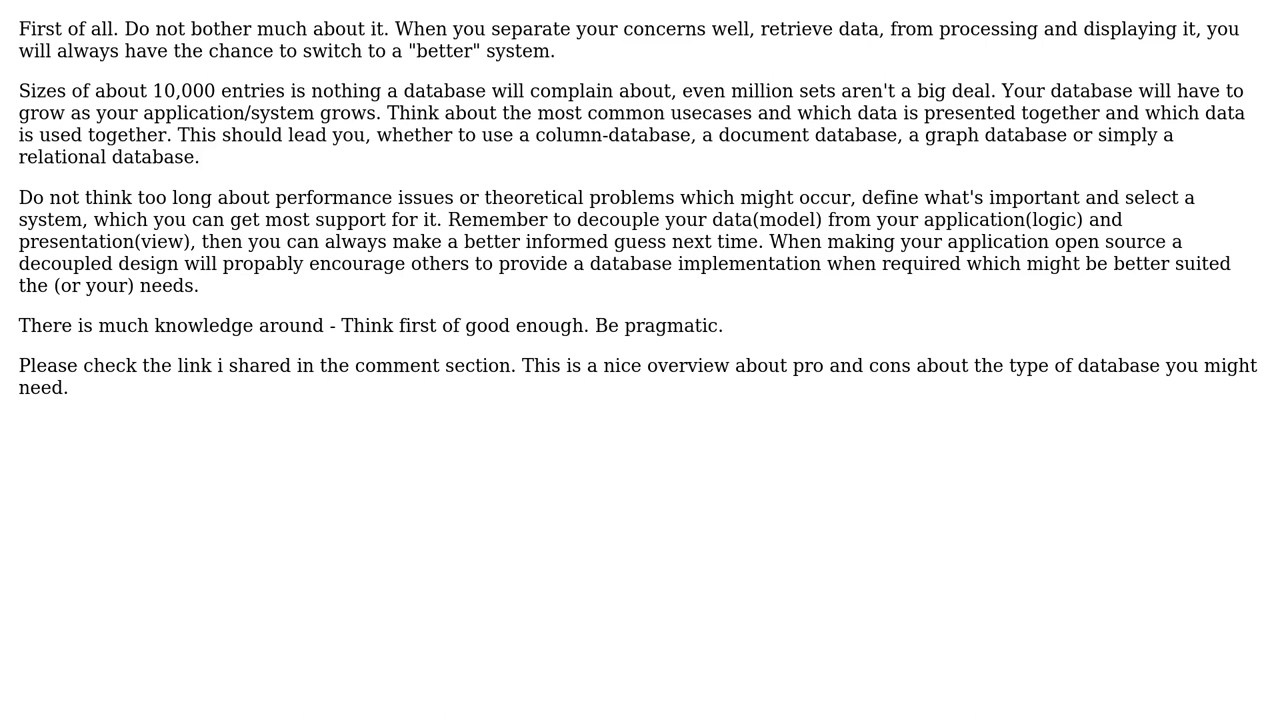 First of all. Do not bother much about it. When you separate your concerns well, retrieve data, from processing and displaying it, you
will always have the chance to switch to a "better" system.
Sizes of about 10,000 entries is nothing a database will complain about, even million sets aren't a big deal. Your database will have to
grow as your application/system grows. Think about the most common usecases and which data is presented together and which data
is used together. This should lead you, whether to use a column-database, a document database, a graph database or simply a
relational database.
Do not think too long about performance issues or theoretical problems which might occur, define what's important and select a
system, which you can get most support for it. Remember to decouple your data(model) from your application(logic) and
presentation(view), then you can always make a better informed guess next time. When making your application open source a
decoupled design will propably encourage others to provide a database implementation when required which might be better suited
the (or your) needs.
There is much knowledge around - Think first of good enough. Be pragmatic.
Please check the link i shared in the comment section. This is a nice overview about pro and cons about the type of database you might
need.